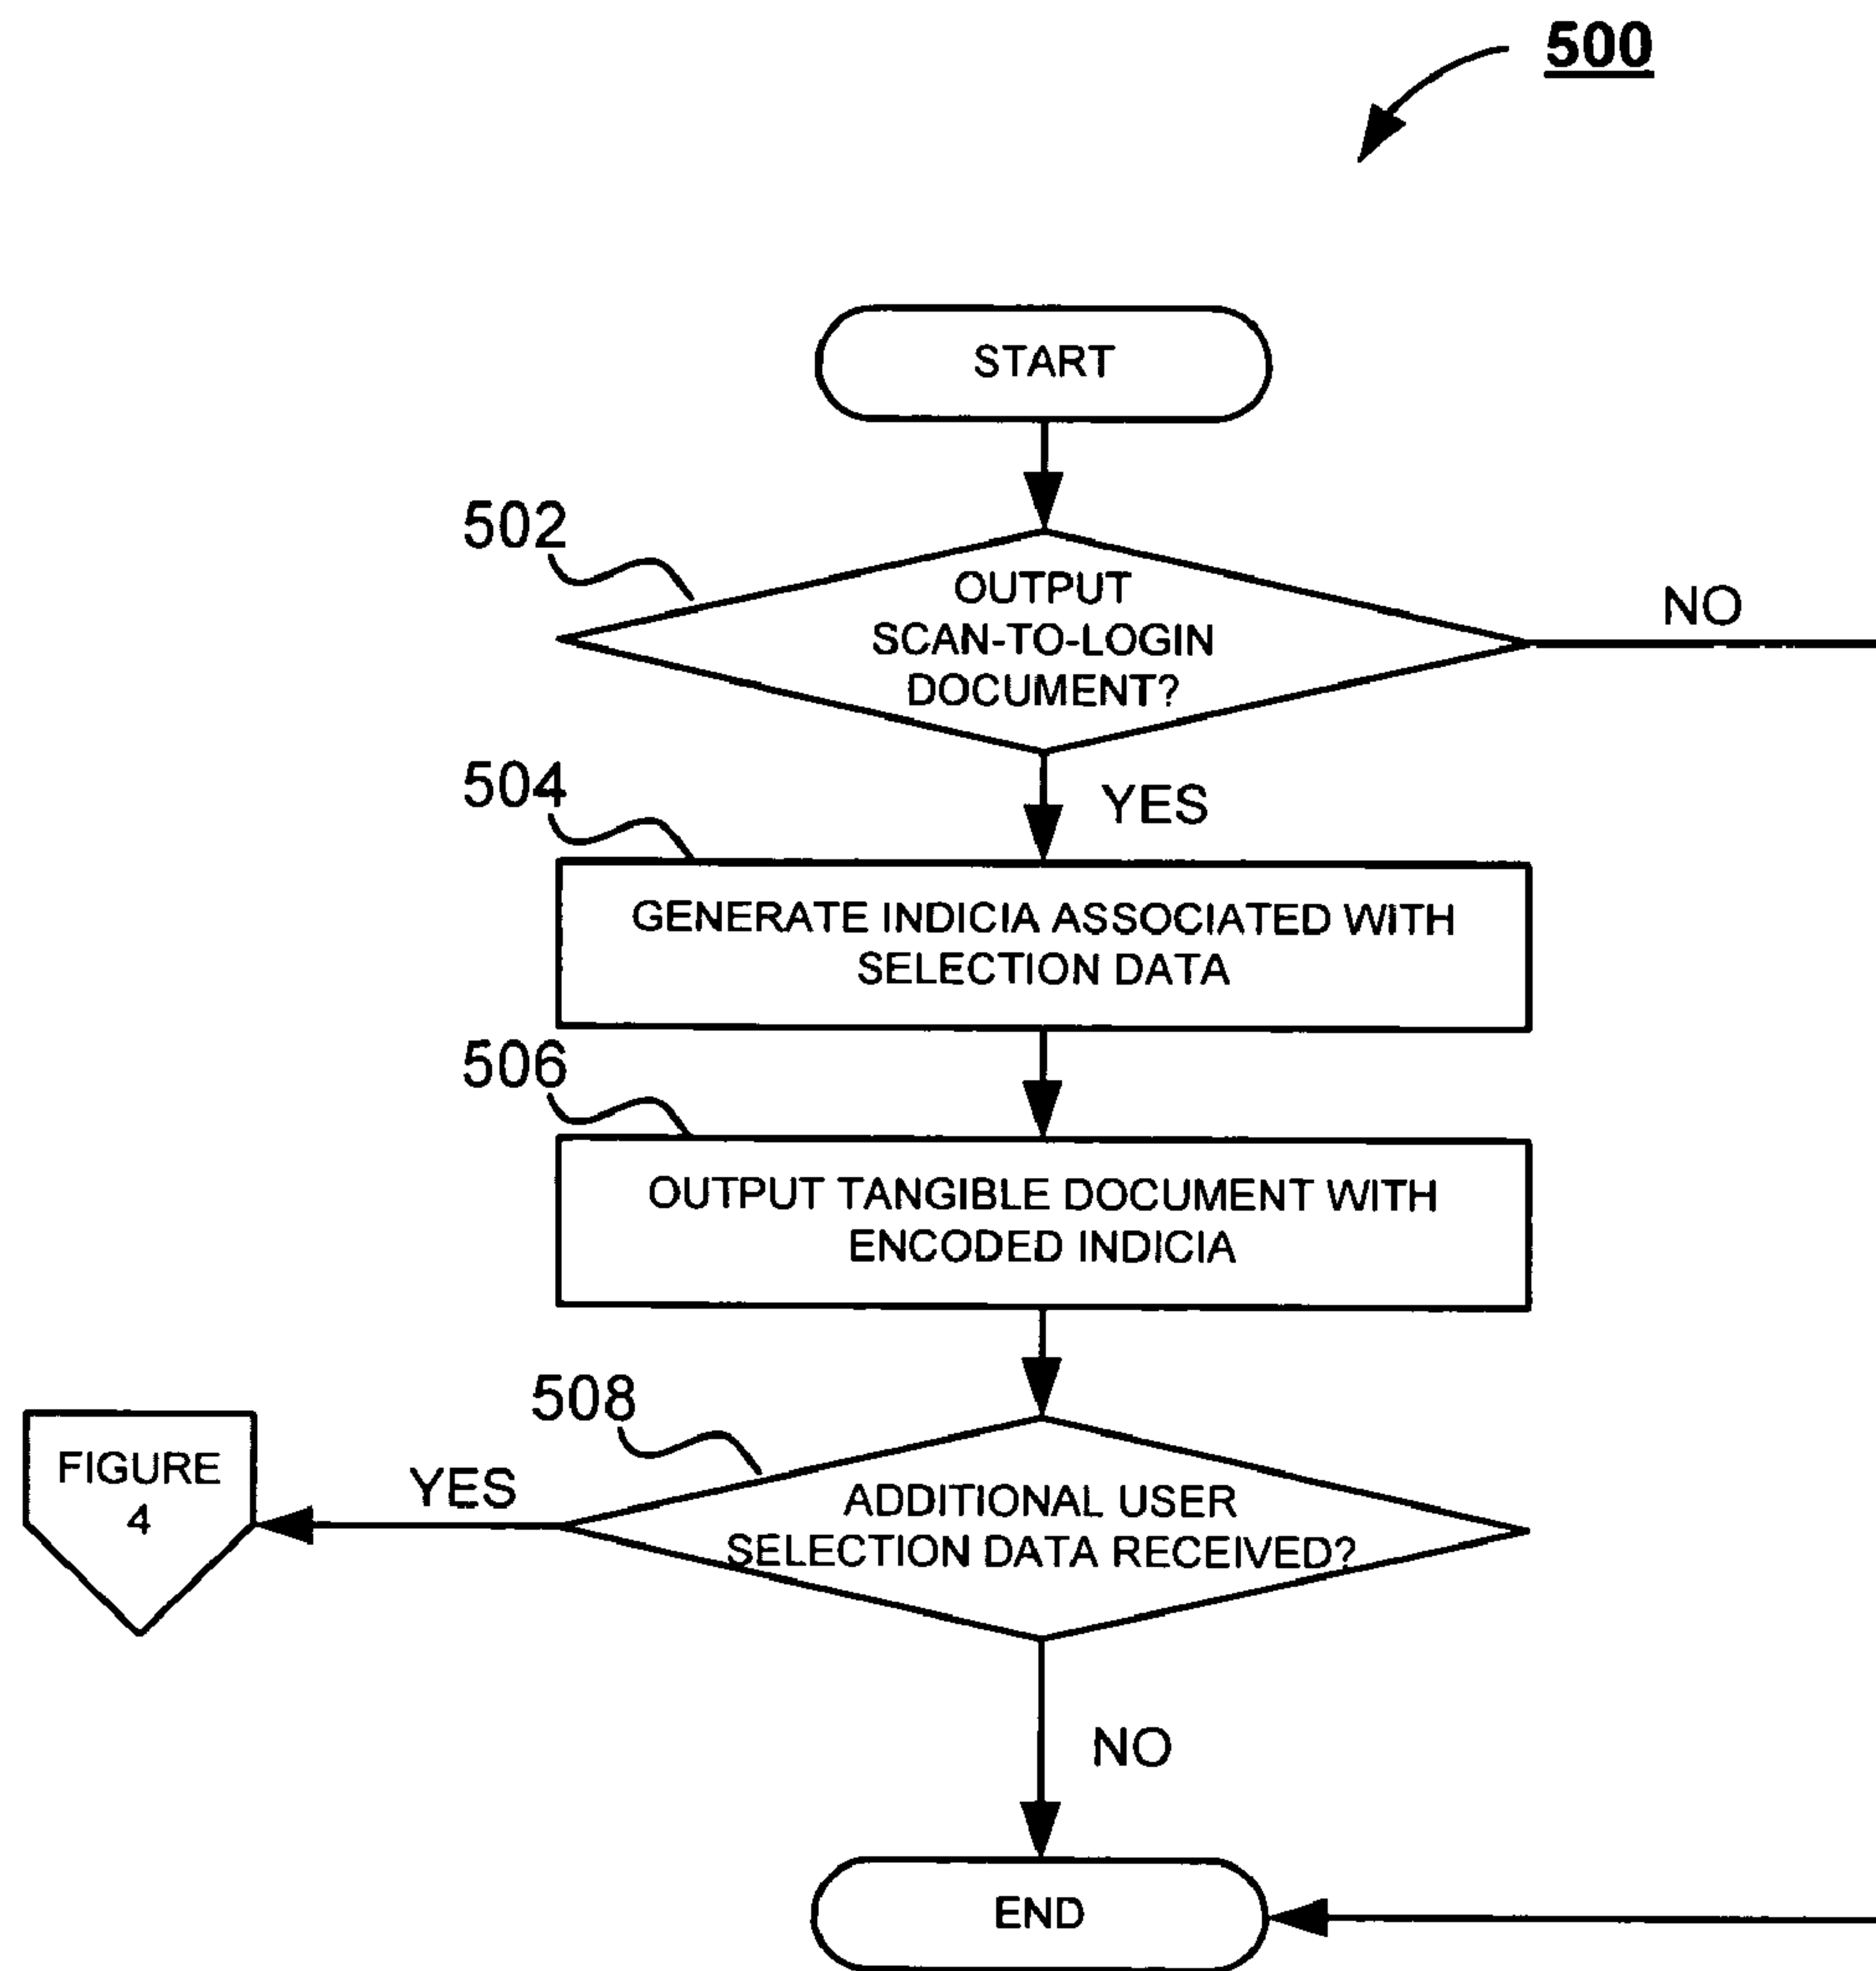 500
START
502
OUTPUT
SCAN-TO-LOGIN
DOCUMENT?
NO
504
YES
GENERATE INDICIA ASSOCIATED WITH
SELECTION DATA
506
OUTPUT TANGIBLE DOCUMENT WITH
ENCODED INDICIA
508
FIGURE
4
YES
ADDITIONAL USER
SELECTION DATA RECEIVED?
NO
END